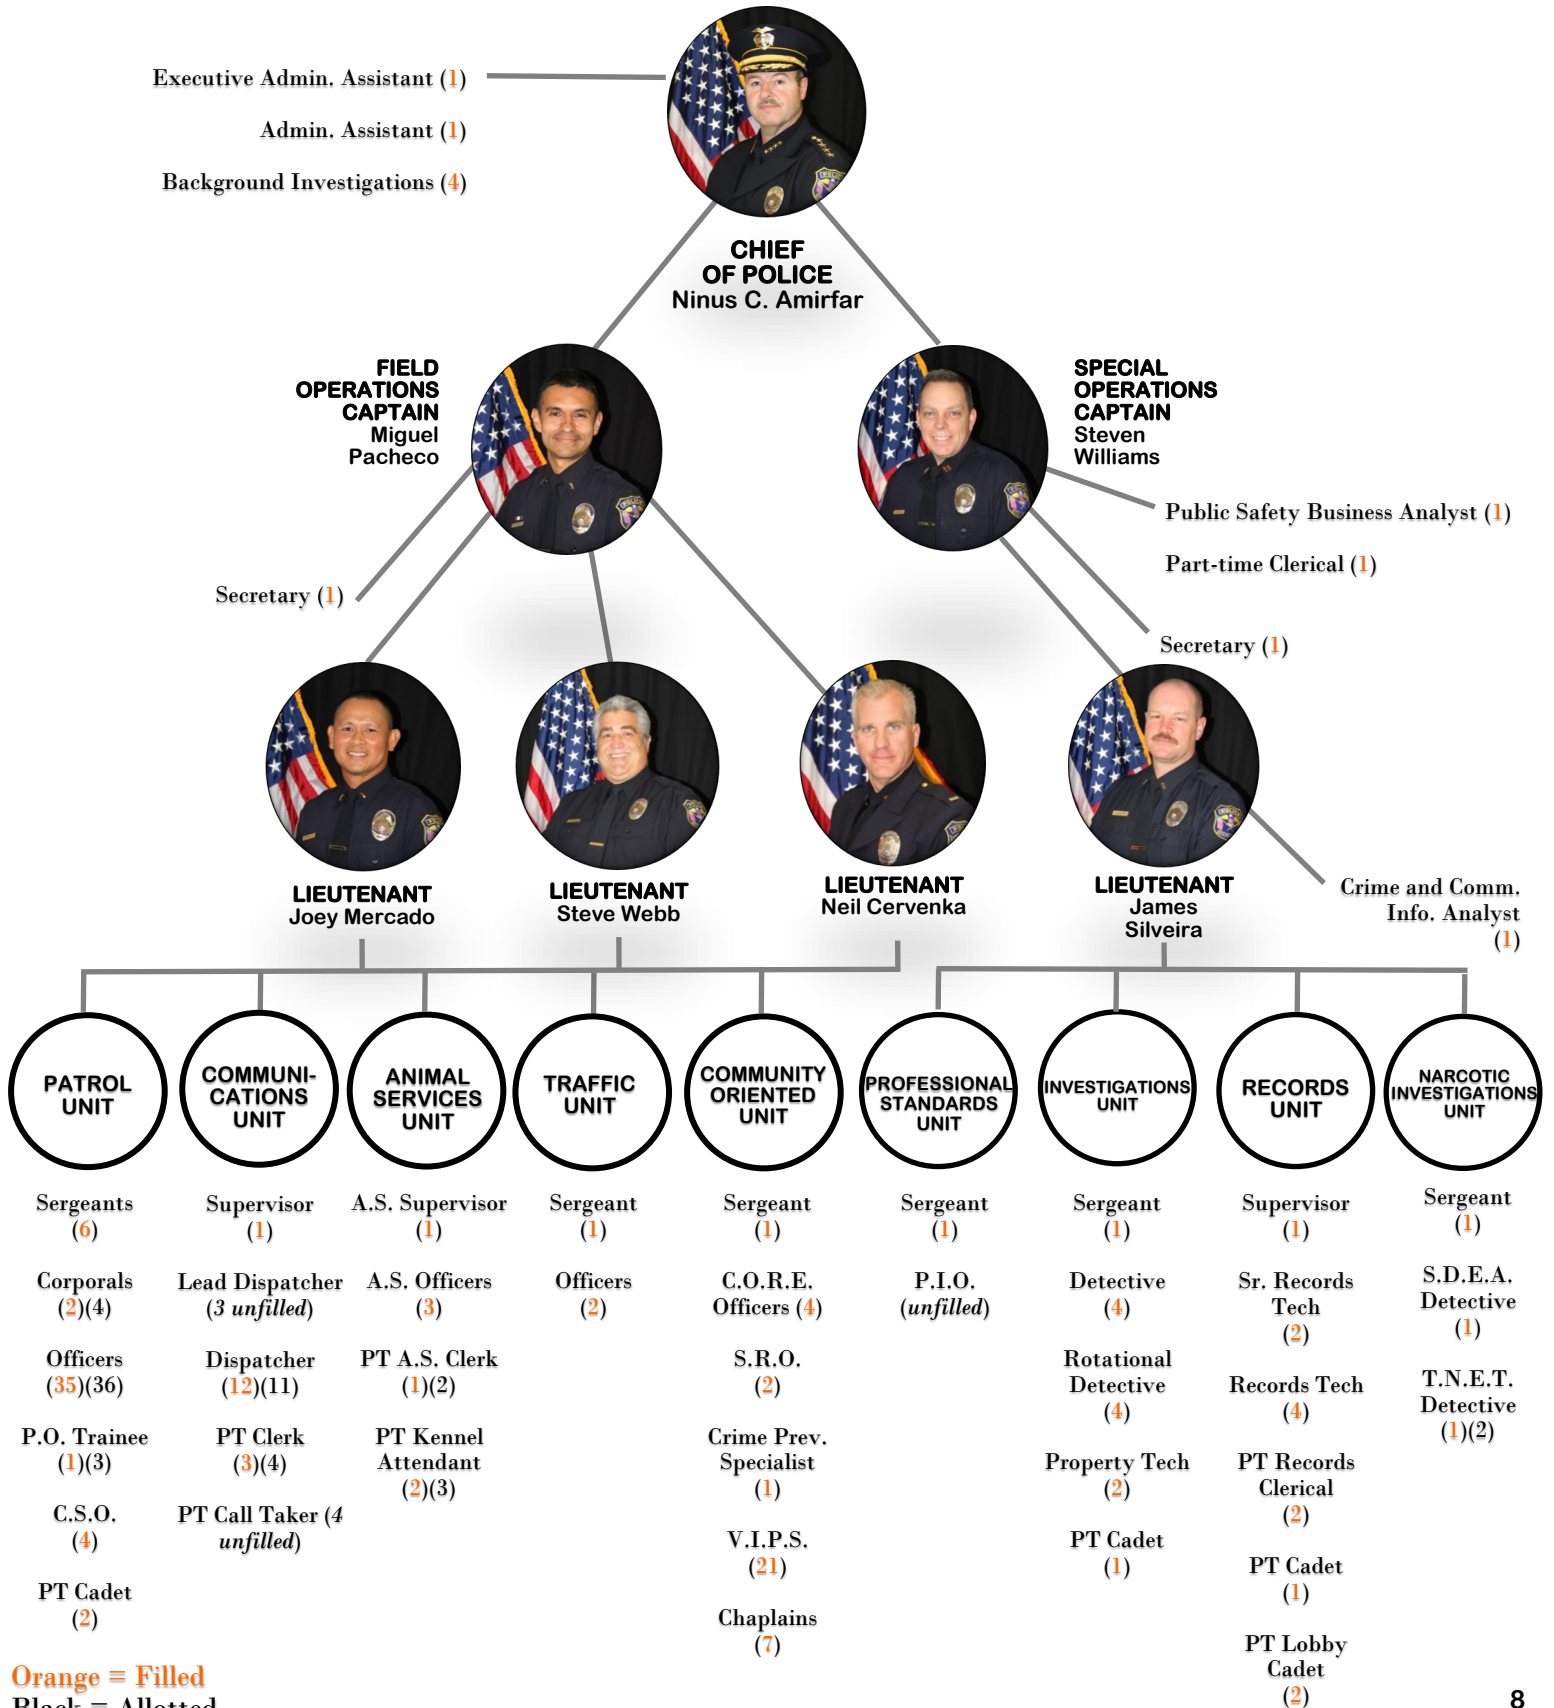 Executive Admin. Assistant (1)
Admin. Assistant (1)
Background Investigations (4)
CHIEF
OF POLICE
Ninus C. Amirfar
FIELD
OPERATIONS
CAPTAIN
Miguel
Pacheco
SPECIAL
OPERATIONS
CAPTAIN
Steven
Williams
Public Safety Business Analyst (1)
Part-time Clerical (1)
Secretary (1)
Secretary (1)
LIEUTENANT
Joey Mercado
LIEUTENANT
Steve Webb
LIEUTENANT
Neil Cervenka
LIEUTENANT
James
Silveira
Crime and Comm.
Info. Analyst
(1)
PATROL
UNIT
COMMUNI-
CATIONS
UNIT
ANIMAL
SERVICES
UNIT
TRAFFIC
UNIT
COMMUNITY
ORIENTED
UNIT
PROFESSIONAL
STANDARDS
UNIT
INVESTIGATIONS
UNIT
RECORDS
UNIT
NARCOTIC
INVESTIGATIONS
UNIT
Sergeants
(6)
Corporals
(2)(4)
Officers
(35)(36)
P.O. Trainee
(1)(3)
C.S.O.
(4)
PT Cadet
(2)
Supervisor
(1)
Lead Dispatcher
(3 unfilled)
Dispatcher
(12)(11)
PT Clerk
(3)(4)
PT Call Taker (4
unfilled)
A.S. Supervisor
(1)
A.S. Officers
(3)
PT A.S. Clerk
(1)(2)
PT Kennel
Attendant
(2)(3)
Sergeant
(1)
Officers
(2)
Sergeant
(1)
C.O.R.E.
Officers (4)
S.R.O.
(2)
Crime Prev.
Specialist
(1)
V.I.P.S.
(21)
Chaplains
(7)
Sergeant
(1)
P.I.O.
(unfilled)
Sergeant
(1)
Detective
(4)
Rotational
Detective
(4)
Property Tech
(2)
PT Cadet
(1)
Supervisor
(1)
Sr. Records
Tech
(2)
Records Tech
(4)
PT Records
Clerical
(2)
PT Cadet
(1)
PT Lobby
Cadet
(2)
Sergeant
(1)
S.D.E.A.
Detective
(1)
T.N.E.T.
Detective
(1)(2)
Orange = Filled
Black = Allotted
8